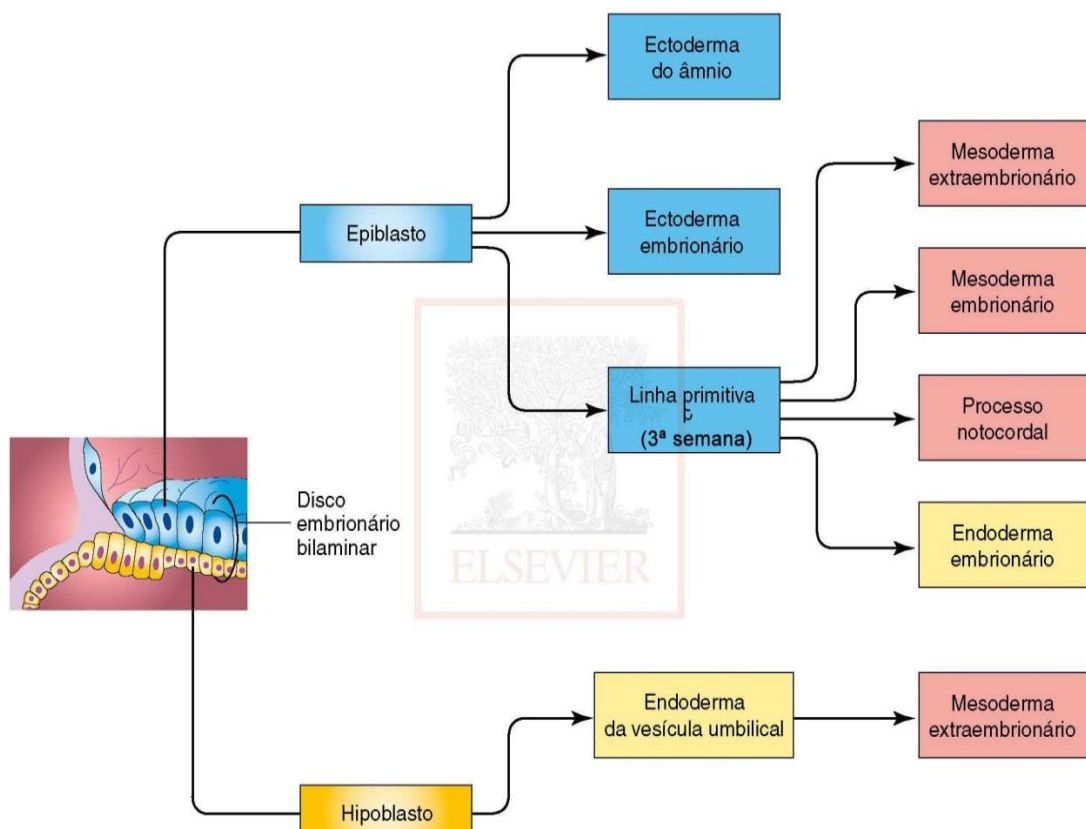 Ectoderma
do âmnio
Mesoderma
extraembrionário
Epiblasto
Ectoderma
embrionário
Mesoderma
embrionário
Linha primitiva
(3ª semana)
Processo
notocordal
Disco
embrionário
bilaminar
Endoderma
embrionário
ELSEVIER
Endoderma
da vesícula umbilical
Mesoderma
extraembrionário
Hipoblasto